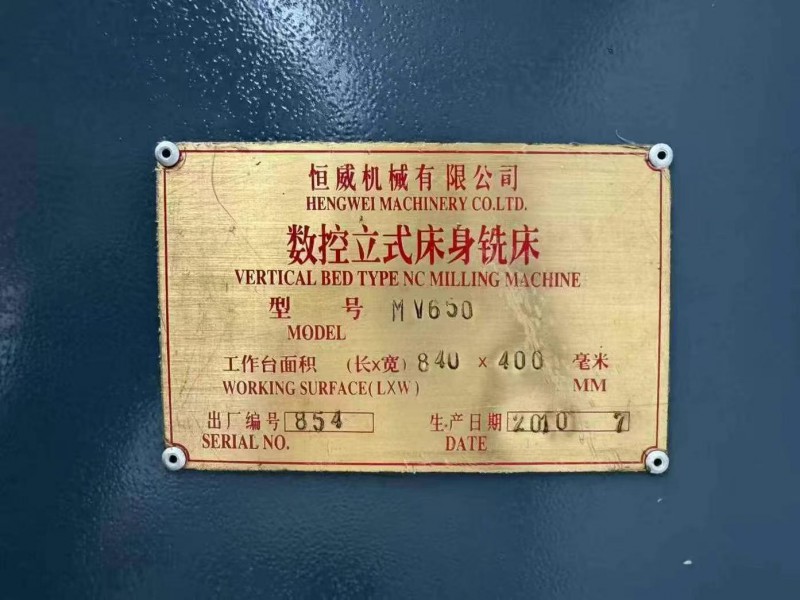 恒威机械有限公司
HENGWEI MACHINERY CO.LTD.
数控立式床身铣床
VERTICAL BED TYPE NC MILLING MACHINE
型 号 MV650
MODEL
工作台面积 (长x宽) 840 x 400 毫米
WORKING SURFACE(LXW) MM
出厂编号 854 生产日期 2010 7
SERIAL NO. DATE